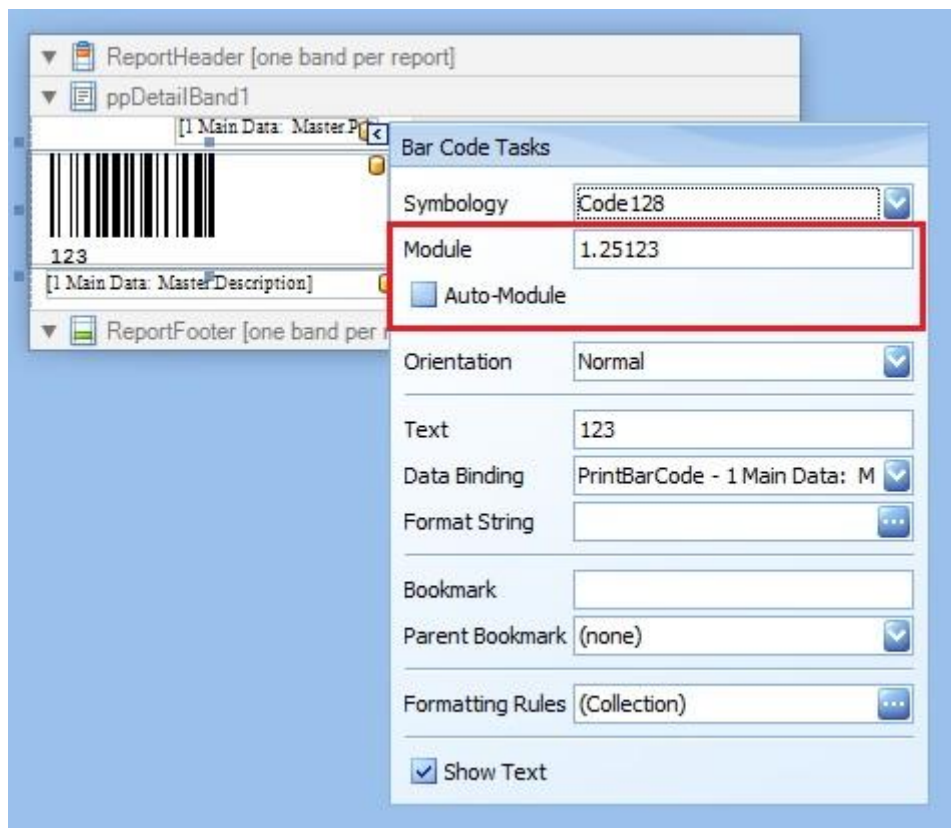 ReportHeader [one band per report]
ppDetailBand1
[1 Main Data: Master.P
123
[1 Main Data: Master Description]
ReportFooter [one band per r
Bar Code Tasks
Symbology Code128
Module 1.25123
Auto-Module
Orientation Normal
Text 123
Data Binding PrintBarCode - 1 Main Data: M
Format String
Bookmark
Parent Bookmark (none)
Formatting Rules (Collection)
Show Text